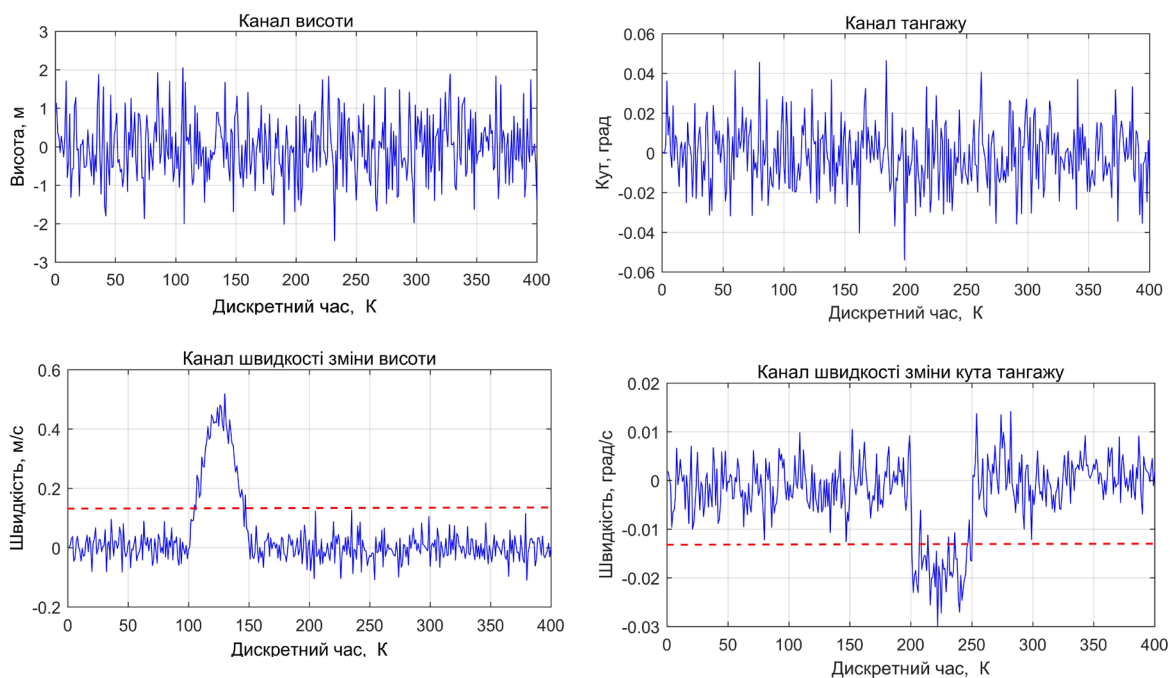 Канал висоти
3
2
1
0
-1
-2
-3
Висота, м
0 50 100 150 200 250 300 350 400
Дискретний час, К
Канал тангажу
0.06
0.04
0.02
0
-0.02
-0.04
-0.06
Кут, град
0 50 100 150 200 250 300 350 400
Дискретний час, К
Канал швидкості зміни висоти
0.6
0.4
0.2
0
-0.2
Швидкість, м/с
0 50 100 150 200 250 300 350 400
Дискретний час, К
Канал швидкості зміни кута тангажу
0.02
0.01
0
-0.01
-0.02
-0.03
Швидкість, град/с
0 50 100 150 200 250 300 350 400
Дискретний час, К